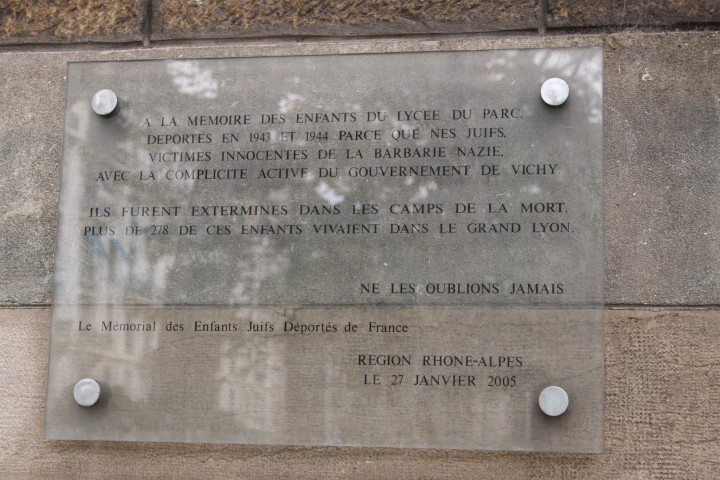 A LA MEMOIRE DES ENFANTS DU LYCEE DU PARC,
DEPORTES EN 1943 ET 1944 PARCE QUE NES JUIFS,
VICTIMES INNOCENTES DE LA BARBARIE NAZIE,
AVEC LA COMPLICITE ACTIVE DU GOUVERNEMENT DE VICHY.
ILS FURENT EXTERMINES DANS LES CAMPS DE LA MORT,
PLUS DE 278 DE CES ENFANTS VIVAIENT DANS LE GRAND LYON.
NE LES OUBLIONS JAMAIS
Le Mémorial des Enfants Juifs Déportés de France
REGION RHONE-ALPES
LE 27 JANVIER 2005